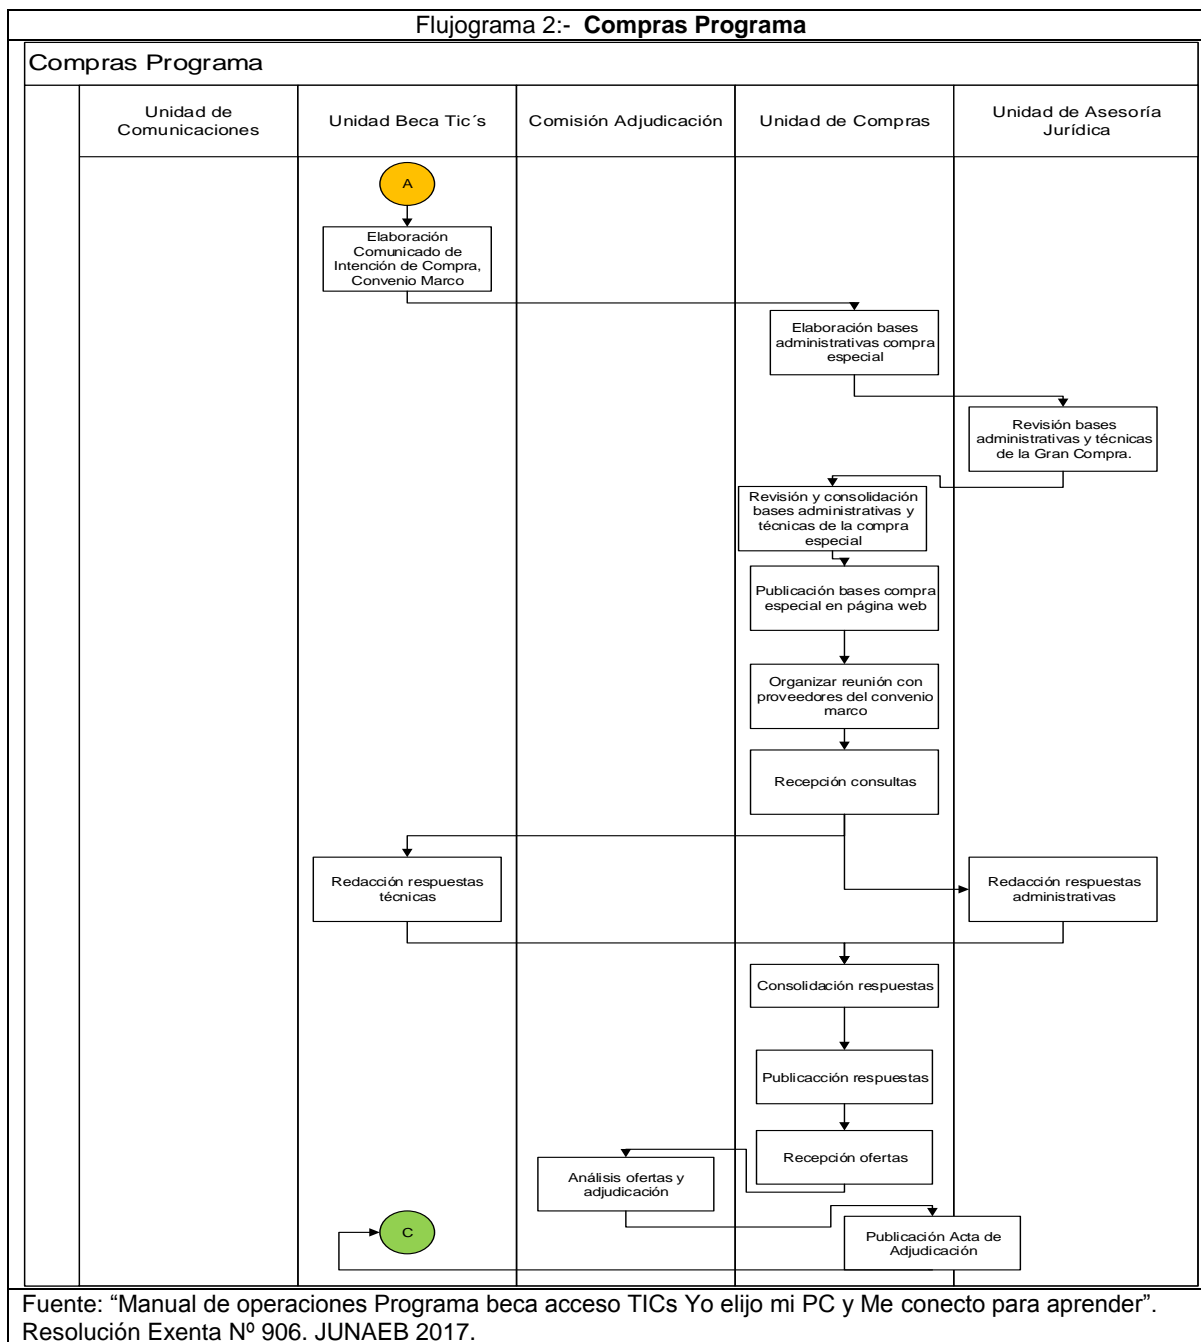 Flujograma 2:- Compras Programa
Compras Programa
Unidad de
Comunicaciones
Unidad Beca Tic´s
Comisión Adjudicación
Unidad de Compras
Unidad de Asesoría
Jurídica
A
Elaboración
Comunicado de
Intención de Compra,
Convenio Marco
Elaboración bases
administrativas compra
especial
Revisión bases
administrativas y técnicas
de la Gran Compra.
Revisión y consolidación
bases administrativas y
técnicas de la compra
especial
Publicación bases compra
especial en página web
Organizar reunión con
proveedores del convenio
marco
Recepción consultas
Redacción respuestas
técnicas
Redacción respuestas
administrativas
Consolidación respuestas
Publicacción respuestas
Recepción ofertas
Análisis ofertas y
adjudicación
C
Publicación Acta de
Adjudicación
Fuente: “Manual de operaciones Programa beca acceso TICs Yo elijo mi PC y Me conecto para aprender”.
Resolución Exenta Nº 906. JUNAEB 2017.